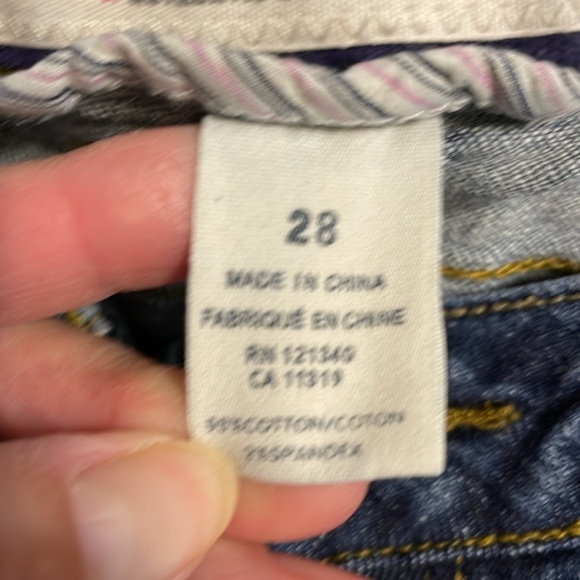 28
MADE IN CHINA
FABRIQUÉ EN CHINE
RN 121340
CA 11319
98%COTTON/COTON
2%SPANDEX